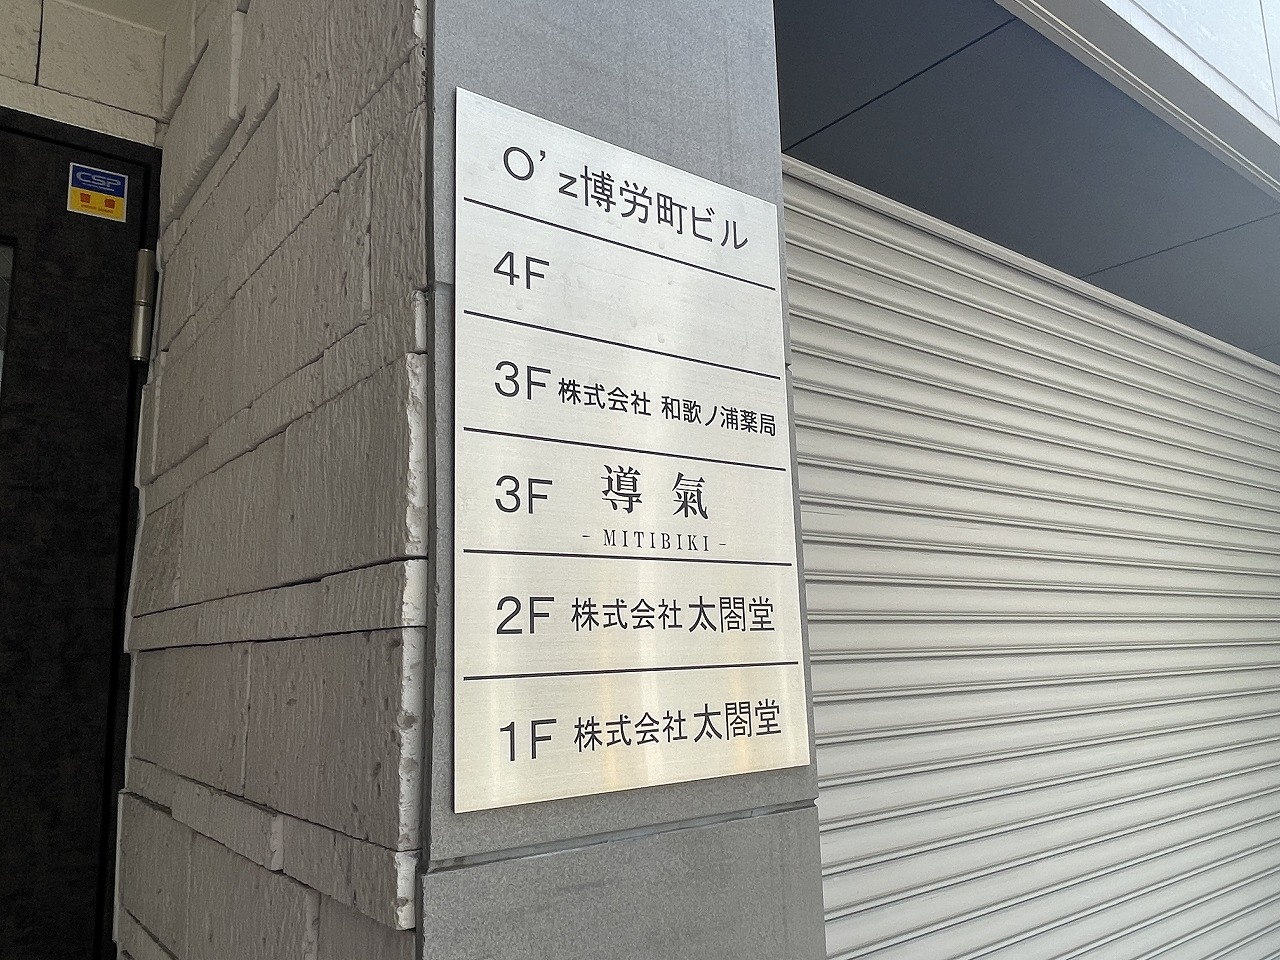 CSP
警備
O'z博労町ビル
4F
3F 株式会社 和歌ノ浦薬局
3F 導氣
- MITIBIKI -
2F 株式会社 太閤堂
1F 株式会社 太閤堂